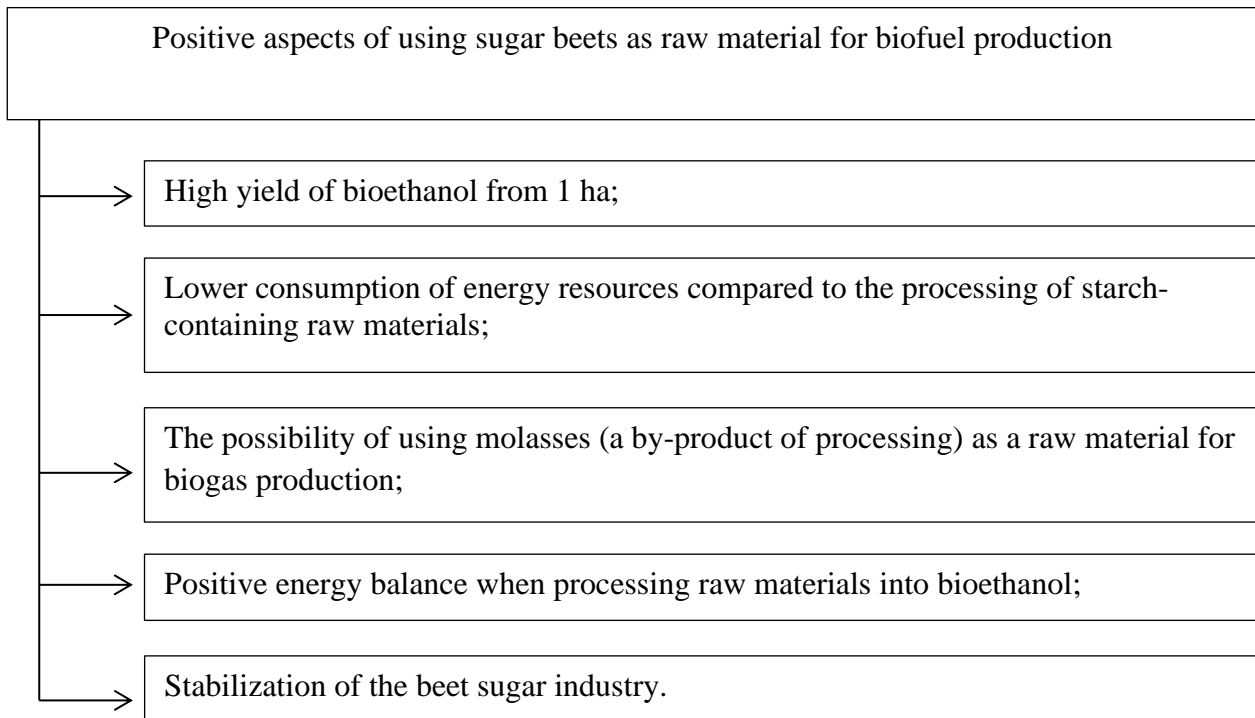 Positive aspects of using sugar beets as raw material for biofuel production
High yield of bioethanol from 1 ha;
Lower consumption of energy resources compared to the processing of starch-
containing raw materials;
The possibility of using molasses (a by-product of processing) as a raw material for
biogas production;
Positive energy balance when processing raw materials into bioethanol;
Stabilization of the beet sugar industry.